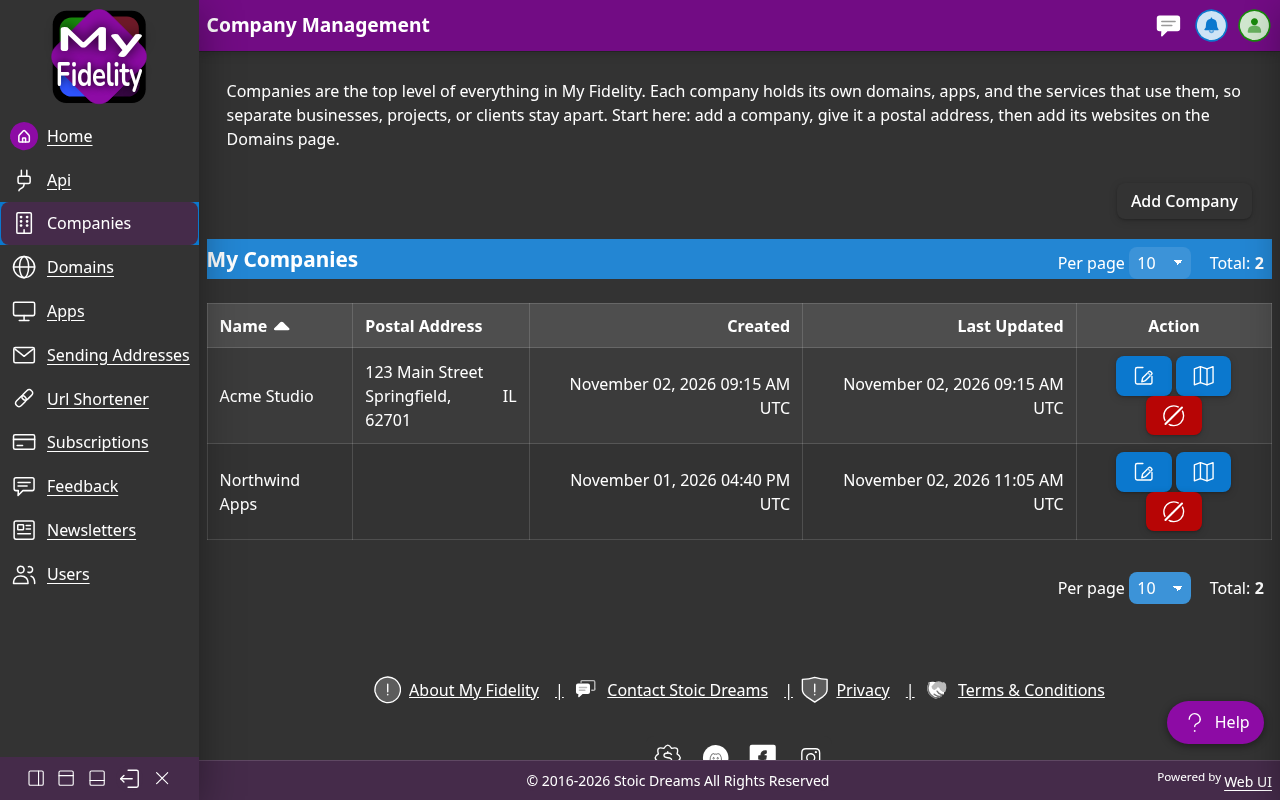 My
Fidelity
Company Management
Home
Api
Companies
Domains
Apps
Sending Addresses
Url Shortener
Subscriptions
Feedback
Newsletters
Users
Companies are the top level of everything in My Fidelity. Each company holds its own domains, apps, and the services that use them, so
separate businesses, projects, or clients stay apart. Start here: add a company, give it a postal address, then add its websites on the
Domains page.
Add Company
My Companies
Per page 10 Total: 2
Name Postal Address Created Last Updated Action
Acme Studio
123 Main Street
Springfield, IL
62701
November 02, 2026 09:15 AM
UTC
November 02, 2026 09:15 AM
UTC
Northwind
Apps
November 01, 2026 04:40 PM
UTC
November 02, 2026 11:05 AM
UTC
Per page 10 Total: 2
About My Fidelity | Contact Stoic Dreams | Privacy | Terms & Conditions
? Help
© 2016-2026 Stoic Dreams All Rights Reserved
Powered by Web UI